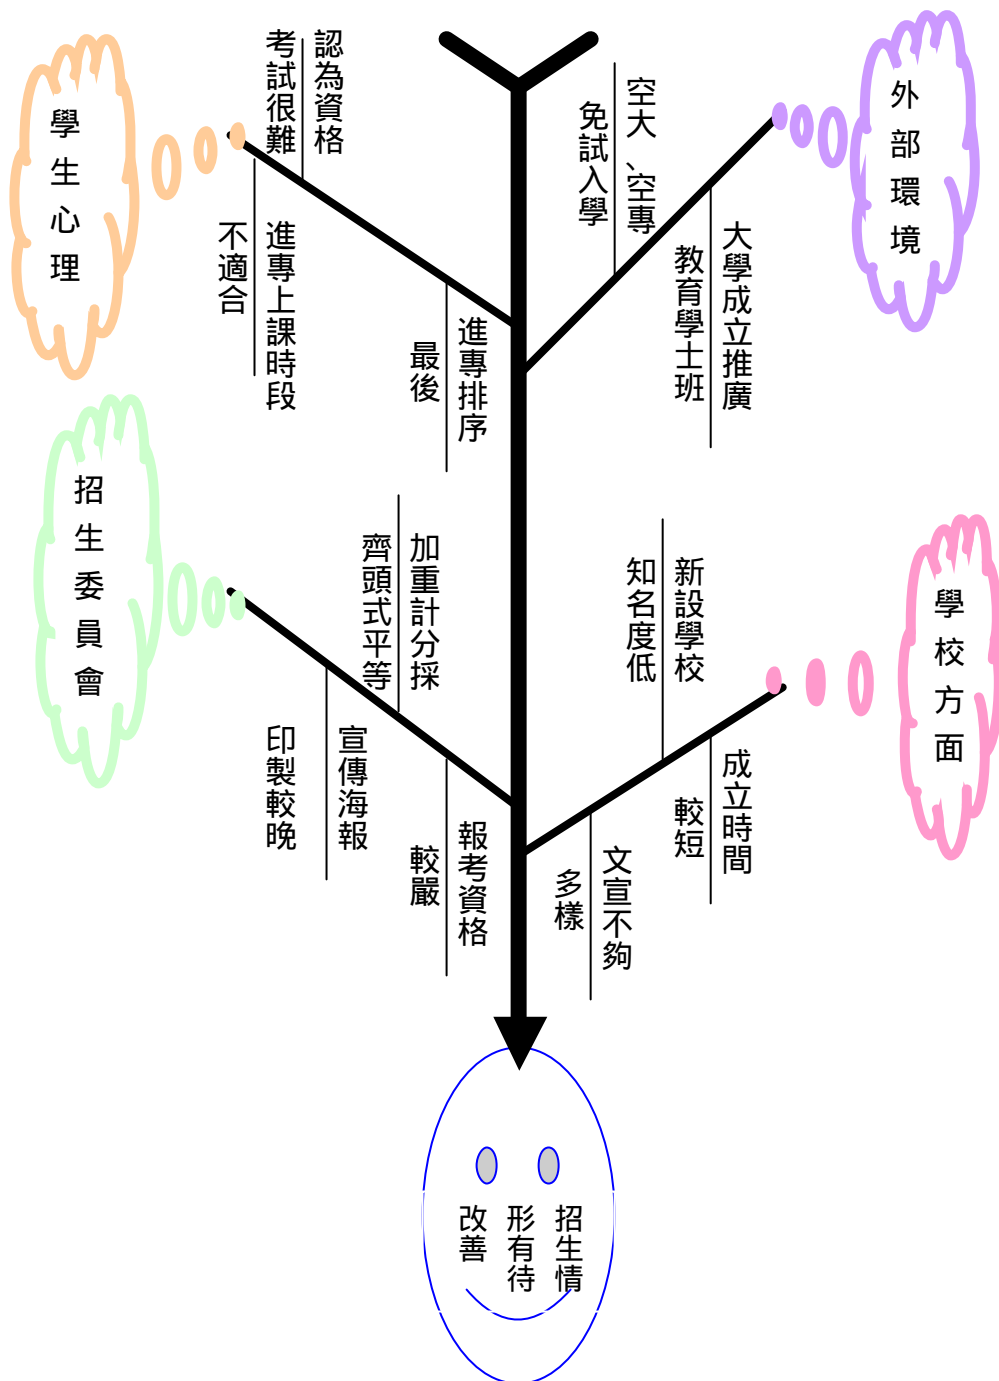 學生心理
認為資格
考試很難
進專上課時段
不適合
進專排序
最後
外部環境
空大、空專
免試入學
大學成立推廣
教育學士班
招生委員會
加重計分採
齊頭式平等
宣傳海報
印製較晚
報考資格
較嚴
學校方面
新設學校
知名度低
成立時間
較短
文宣不夠
多樣
招生情
形有待
改善